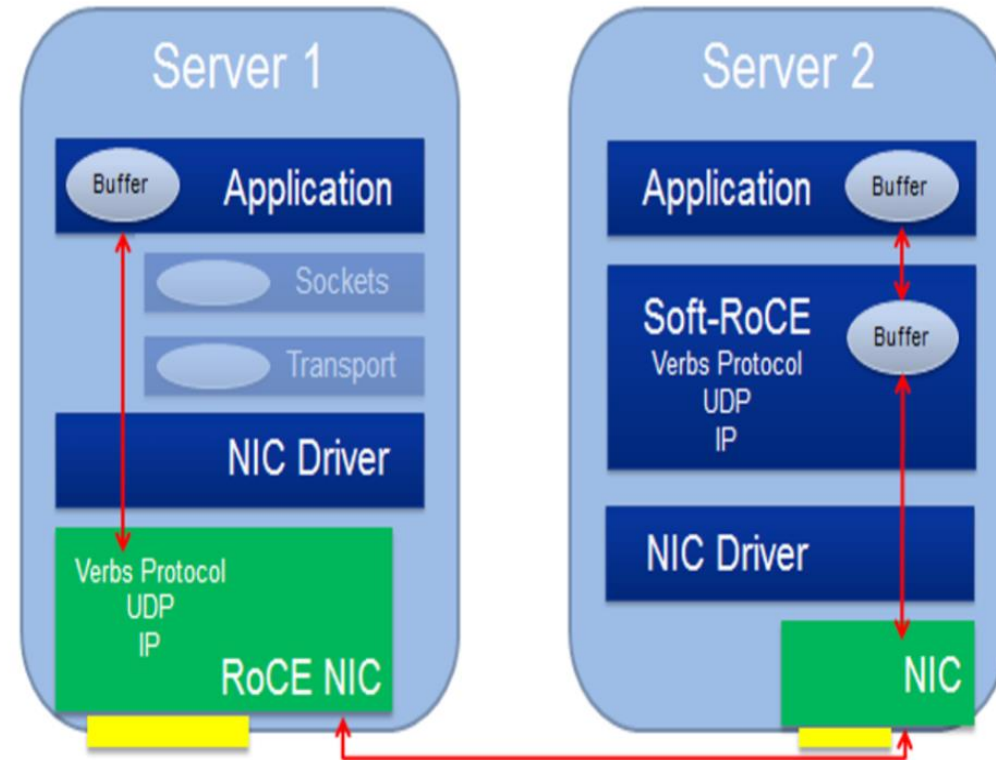 Server 1
Buffer
Application
Sockets
Transport
NIC Driver
Verbs Protocol
UDP
IP
RoCE NIC
Server 2
Application
Buffer
Soft-RoCE
Buffer
Verbs Protocol
UDP
IP
NIC Driver
NIC